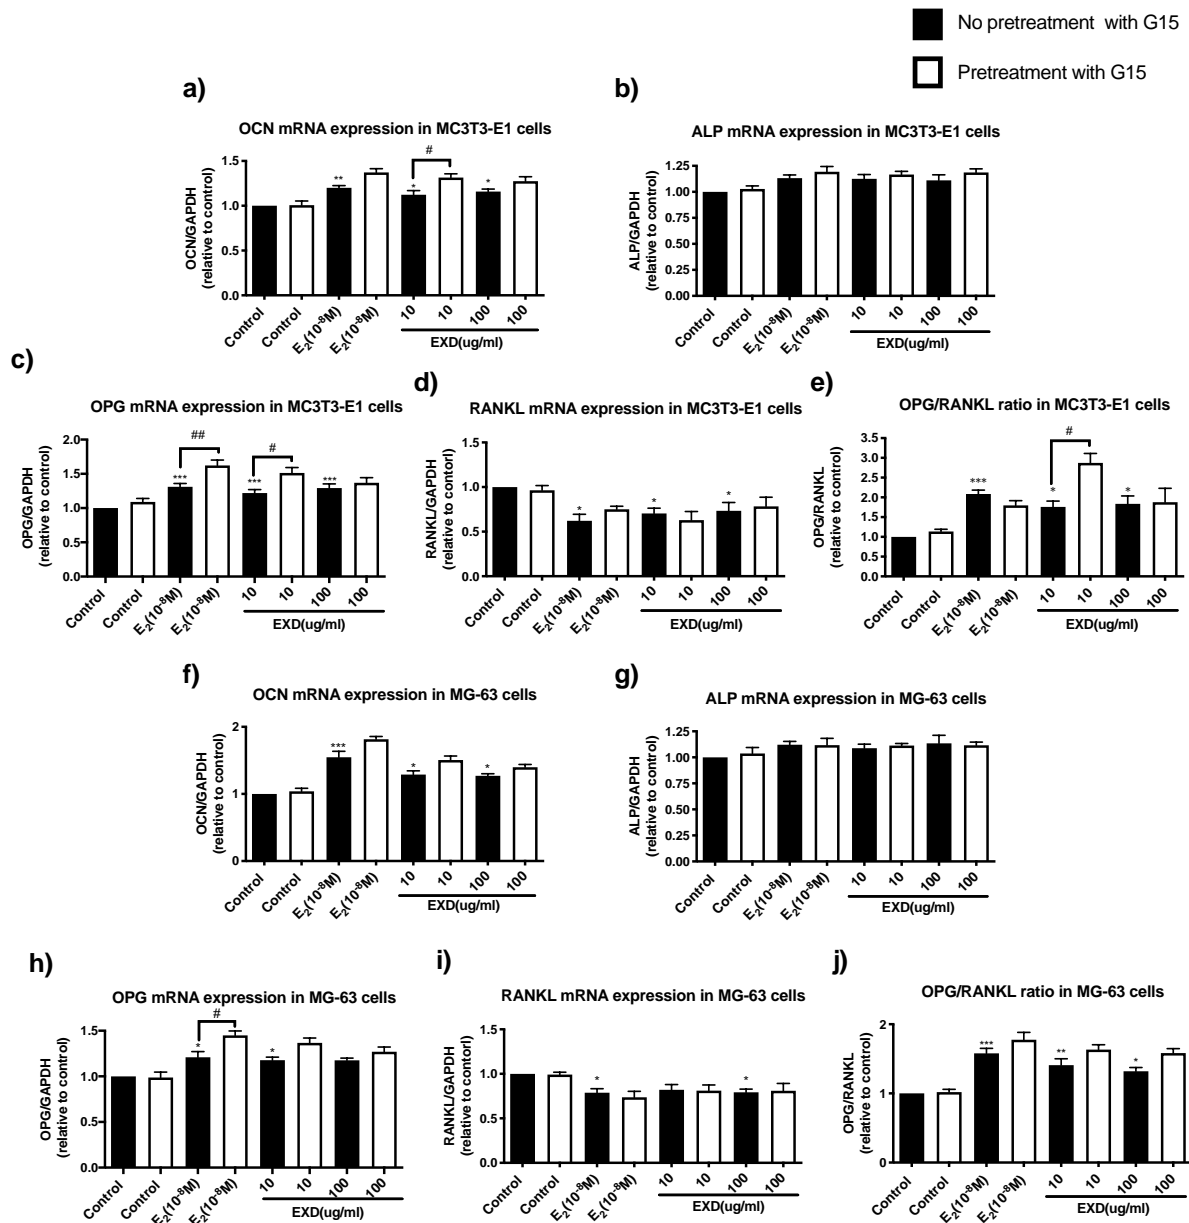 No pretreatment with G15
Pretreatment with G15
a)
OCN mRNA expression in MC3T3-E1 cells
OCN/GAPDH
(relative to control)
1.5
1.0
0.5
0.0
**
*
#
*
Control
Control
E2(10-8M)
E2(10-8M)
10
10
100
100
EXD(ug/ml)
b)
ALP mRNA expression in MC3T3-E1 cells
ALP/GAPDH
(relative to control)
1.25
1.00
0.75
0.50
0.25
0.00
Control
Control
E2(10-8M)
E2(10-8M)
10
10
100
100
EXD(ug/ml)
c)
OPG mRNA expression in MC3T3-E1 cells
OPG/GAPDH
(relative to control)
2.0
1.5
1.0
0.5
0.0
***
##
***
#
***
Control
Control
E2(10-8M)
E2(10-8M)
10
10
100
100
EXD(ug/ml)
d)
RANKL mRNA expression in MC3T3-E1 cells
RANKL/GAPDH
(relative to contorl)
1.5
1.0
0.5
0.0
*
*
*
Control
Control
E2(10-8M)
E2(10-8M)
10
10
100
100
EXD(ug/ml)
e)
OPG/RANKL ratio in MC3T3-E1 cells
OPG/RANKL
(relative to control)
3.5
3.0
2.5
2.0
1.5
1.0
0.5
0.0
***
*
#
*
Control
Control
E2(10-8M)
E2(10-8M)
10
10
100
100
EXD(ug/ml)
f)
OCN mRNA expression in MG-63 cells
OCN/GAPDH
(relative to control)
2
1
0
***
*
*
Control
Control
E2(10-8M)
E2(10-8M)
10
10
100
100
EXD(ug/ml)
g)
ALP mRNA expression in MG-63 cells
ALP/GAPDH
(relative to control)
1.25
1.00
0.75
0.50
0.25
0.00
Control
Control
E2(10-8M)
E2(10-8M)
10
10
100
100
EXD(ug/ml)
h)
OPG mRNA expression in MG-63 cells
OPG/GAPDH
(relative to control)
1.5
1.0
0.5
0.0
*
#
*
Control
Control
E2(10-8M)
E2(10-8M)
10
10
100
100
EXD(ug/ml)
i)
RANKL mRNA expression in MG-63 cells
RANKL/GAPDH
(relative to control)
1.5
1.0
0.5
0.0
*
*
Control
Control
E2(10-8M)
E2(10-8M)
10
10
100
100
EXD(ug/ml)
j)
OPG/RANKL ratio in MG-63 cells
OPG/RANKL
(relative to control)
2
1
0
***
**
*
Control
Control
E2(10-8M)
E2(10-8M)
10
10
100
100
EXD(ug/ml)